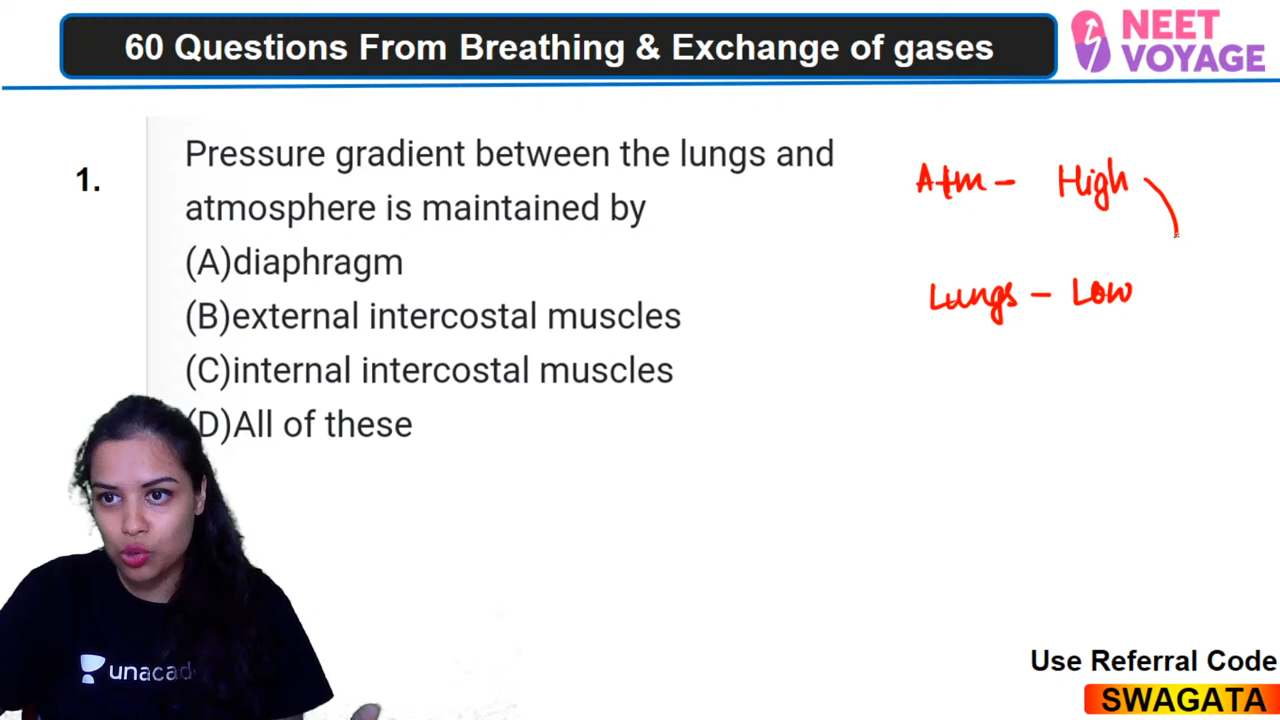 60 Questions From Breathing & Exchange of gases
NEET
VOYAGE
1.
Pressure gradient between the lungs and
atmosphere is maintained by
(A)diaphragm
(B)external intercostal muscles
(C)internal intercostal muscles
(D)All of these
Atm - High
Lungs - Low
unacad
Use Referral Code
SWAGATA